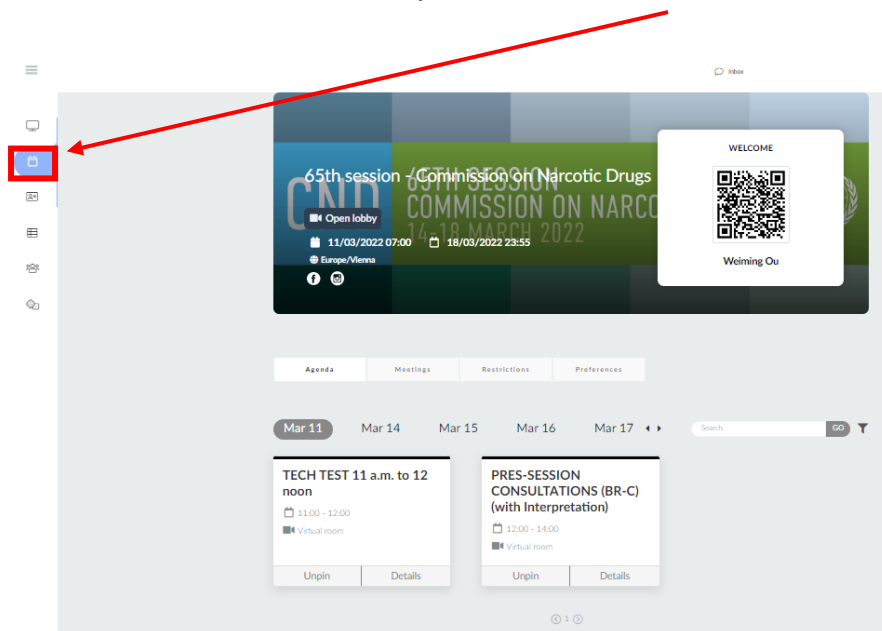 Inbox
65th session - Commission on Narcotic Drugs
CND 65TH SESSION
COMMISSION ON NARCO
14-18 MARCH 2022
Open lobby
11/03/2022 07:00 18/03/2022 23:55
Europe/Vienna
WELCOME
Weiming Ou
Agenda Meetings Restrictions Preferences
Mar 11 Mar 14 Mar 15 Mar 16 Mar 17 Search GO
TECH TEST 11 a.m. to 12
noon
11:00 - 12:00
Virtual room
Unpin Details
PRES-SESSION
CONSULTATIONS (BR-C)
(with Interpretation)
12:00 - 14:00
Virtual room
Unpin Details
1